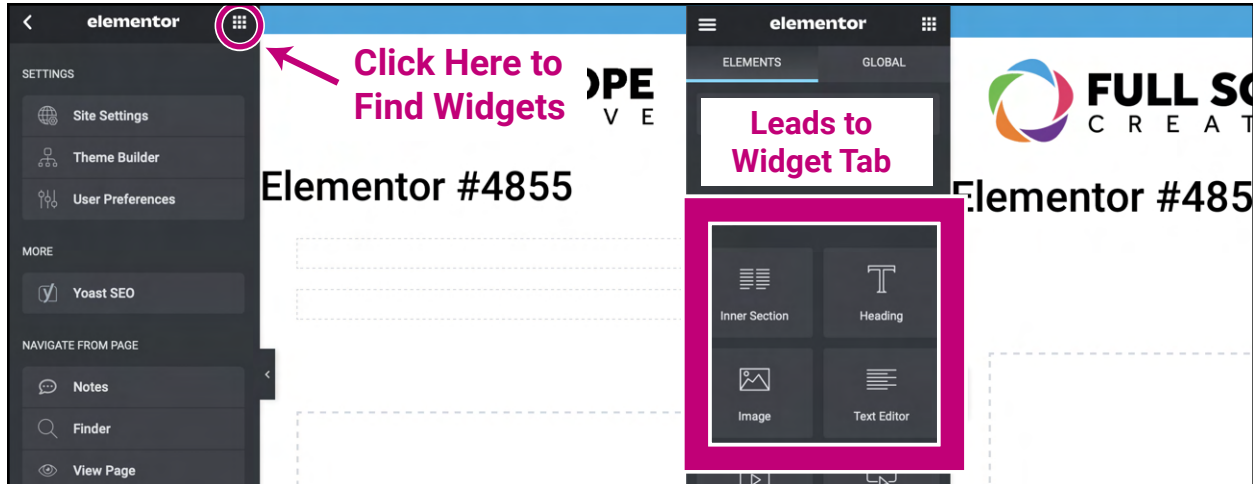 elementor
SETTINGS
Site Settings
Theme Builder
User Preferences
MORE
Yoast SEO
NAVIGATE FROM PAGE
Notes
Finder
View Page
Click Here to
Find Widgets
OPE
V E
Elementor #4855
elementor
ELEMENTS
GLOBAL
Leads to
Widget Tab
Inner Section
Heading
Image
Text Editor
FULL SC
C R E A T
Elementor #485